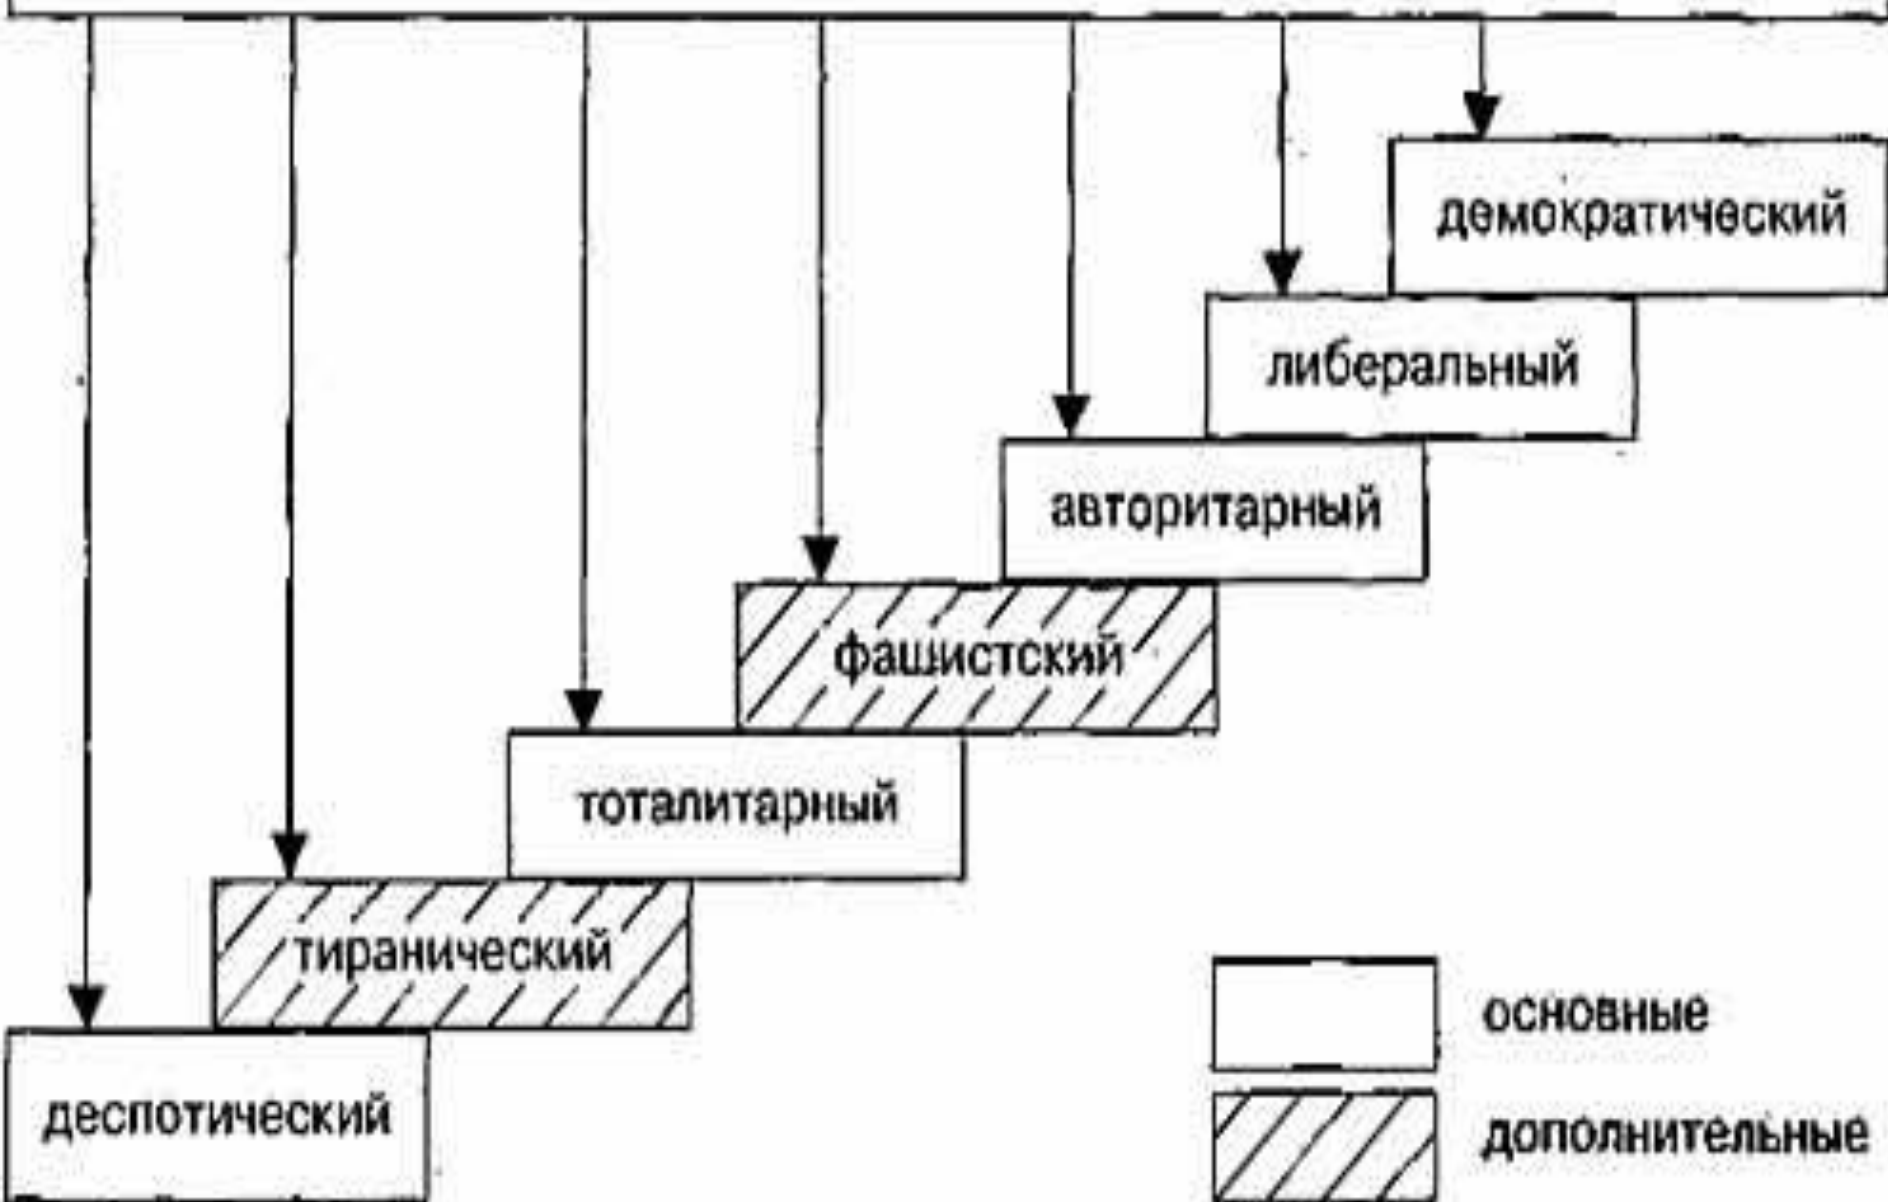 демократический
либеральный
авторитарный
фашистский
тоталитарный
тиранический
деспотический
основные
дополнительные